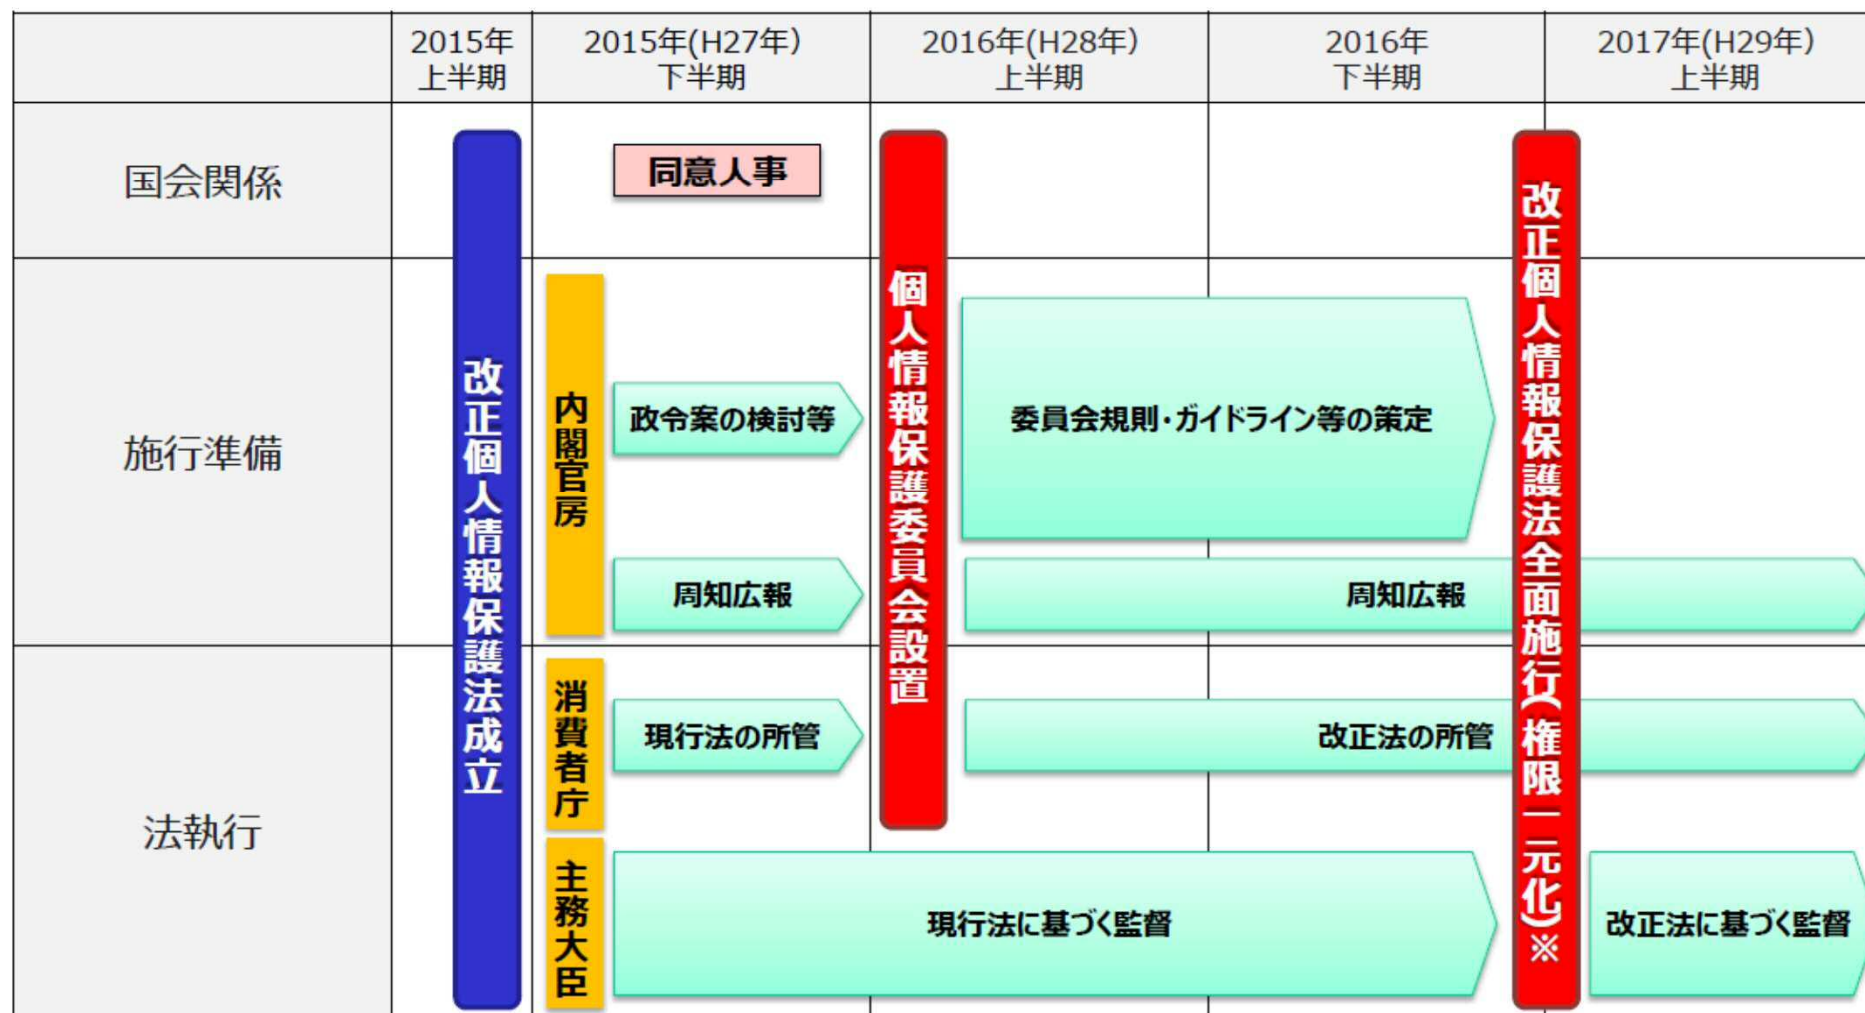 2015年
上半期
2015年(H27年)
下半期
2016年(H28年)
上半期
2016年
下半期
2017年(H29年)
上半期
国会関係
同意人事
施行準備
改正個人情報保護法成立
内閣官房
政令案の検討等
周知広報
個人情報保護委員会設置
委員会規則・ガイドライン等の策定
周知広報
改正個人情報保護法全面施行(権限一元化)※
法執行
消費者庁
現行法の所管
改正法の所管
主務大臣
現行法に基づく監督
改正法に基づく監督